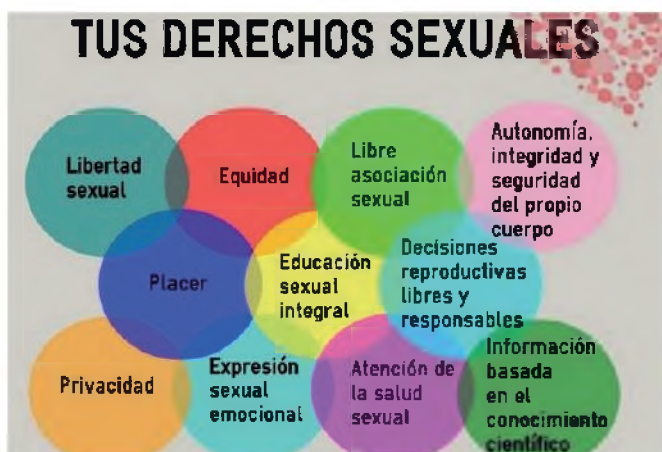 TUS DERECHOS SEXUALES
Libertad
sexual
Equidad
Libre
asociación
sexual
Autonomía,
integridad y
seguridad
del propio
cuerpo
Placer
Educación
sexual
integral
Decisiones
reproductivas
libres y
responsables
Privacidad
Expresión
sexual
emocional
Atención de
la salud
sexual
Información
basada
en el
conocimiento
científico